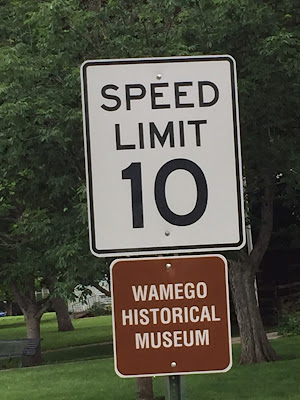 SPEED
LIMIT
10
WAMEGO
HISTORICAL
MUSEUM